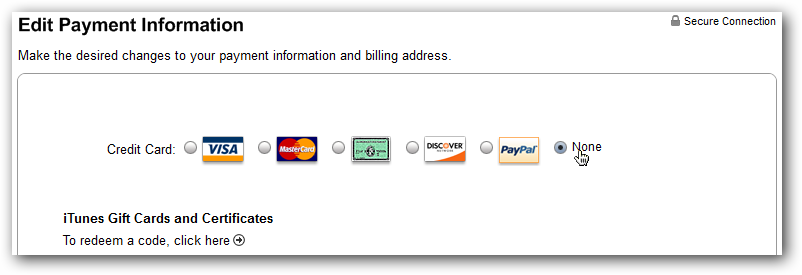 Edit Payment Information
Secure Connection
Make the desired changes to your payment information and billing address.
Credit Card: VISA MasterCard DISCOVER PayPal None
iTunes Gift Cards and Certificates
To redeem a code, click here